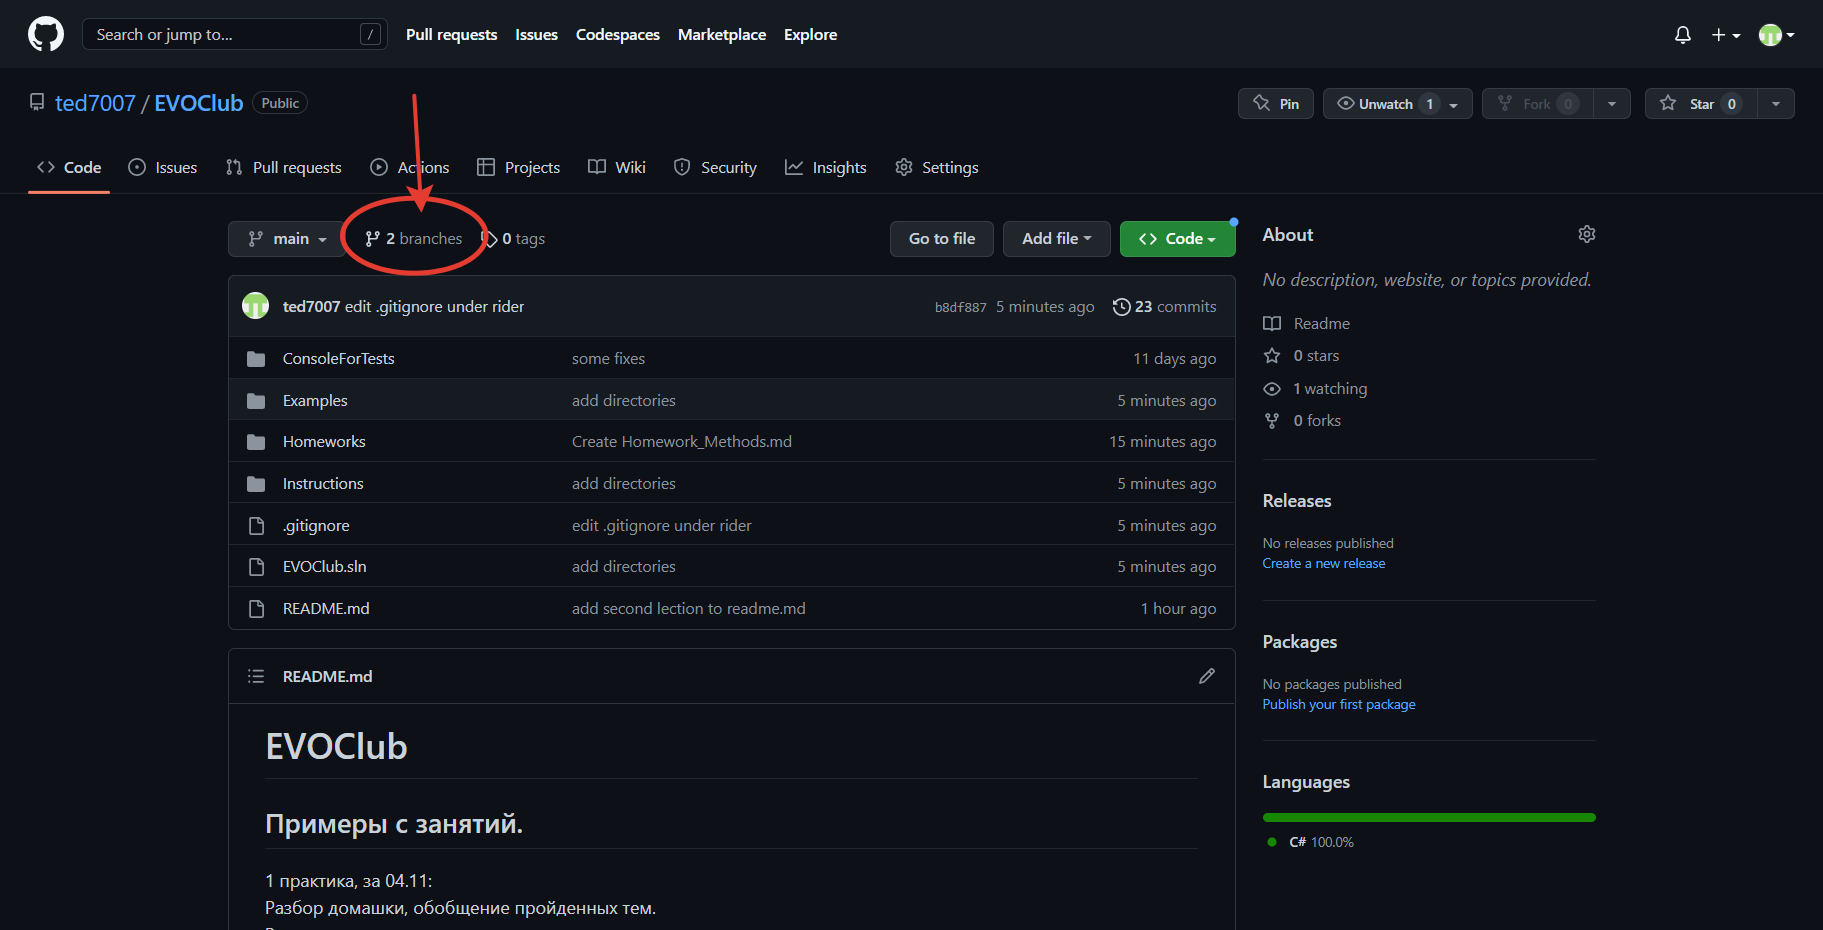 Search or jump to... /
Pull requests Issues Codespaces Marketplace Explore
ted7007 / EVOClub Public
Pin Unwatch 1 Fork 0 Star 0
Code Issues Pull requests Actions Projects Wiki Security Insights Settings
main 2 branches 0 tags Go to file Add file Code
ted7007 edit .gitignore under rider b8df887 5 minutes ago 23 commits
ConsoleForTests some fixes 11 days ago
Examples add directories 5 minutes ago
Homeworks Create Homework_Methods.md 15 minutes ago
Instructions add directories 5 minutes ago
.gitignore edit .gitignore under rider 5 minutes ago
EVOClub.sln add directories 5 minutes ago
README.md add second lection to readme.md 1 hour ago
README.md
EVOClub
Примеры с занятий.
1 практика, за 04.11:
Разбор домашки, обобщение пройденных тем.
About
No description, website, or topics provided.
Readme
0 stars
1 watching
0 forks
Releases
No releases published
Create a new release
Packages
No packages published
Publish your first package
Languages
C# 100.0%